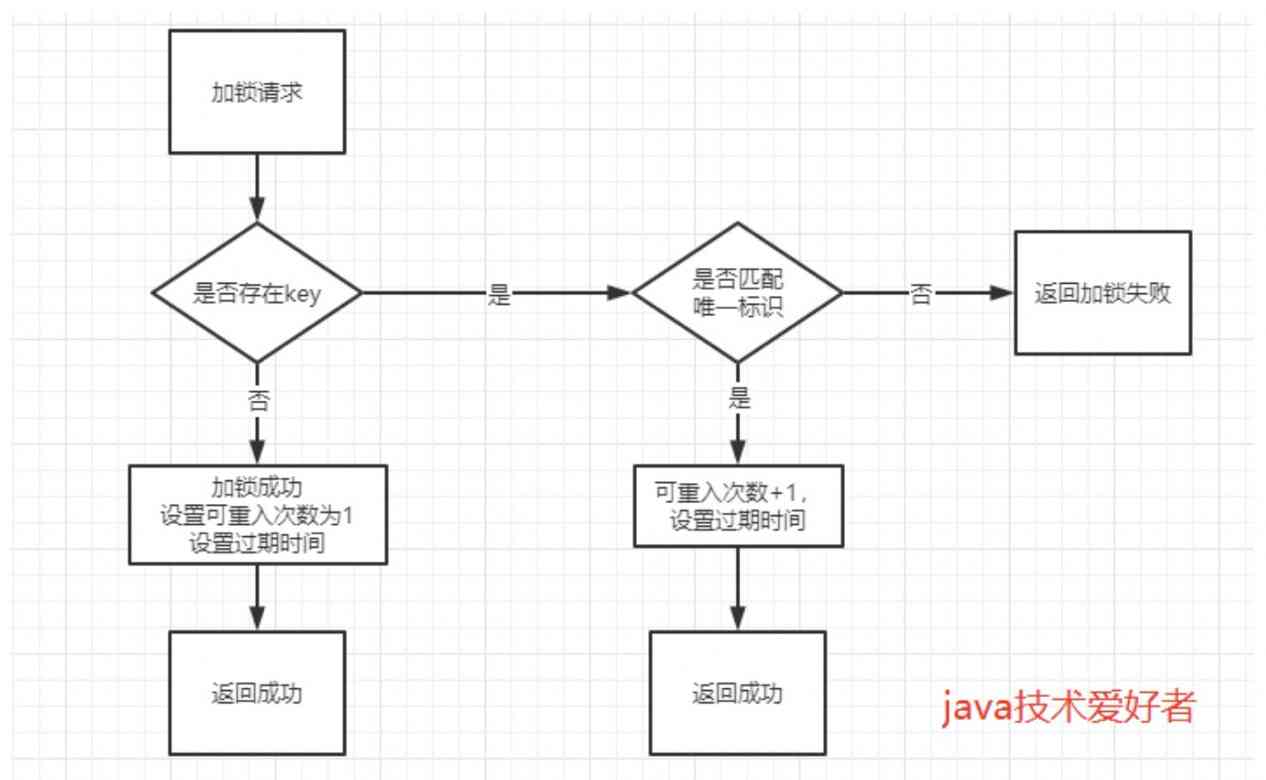 加锁请求
是否存在key
是
是否匹配
唯一标识
否
返回加锁失败
否
是
加锁成功
设置可重入次数为1
设置过期时间
可重入次数+1，
设置过期时间
返回成功
返回成功
java技术爱好者